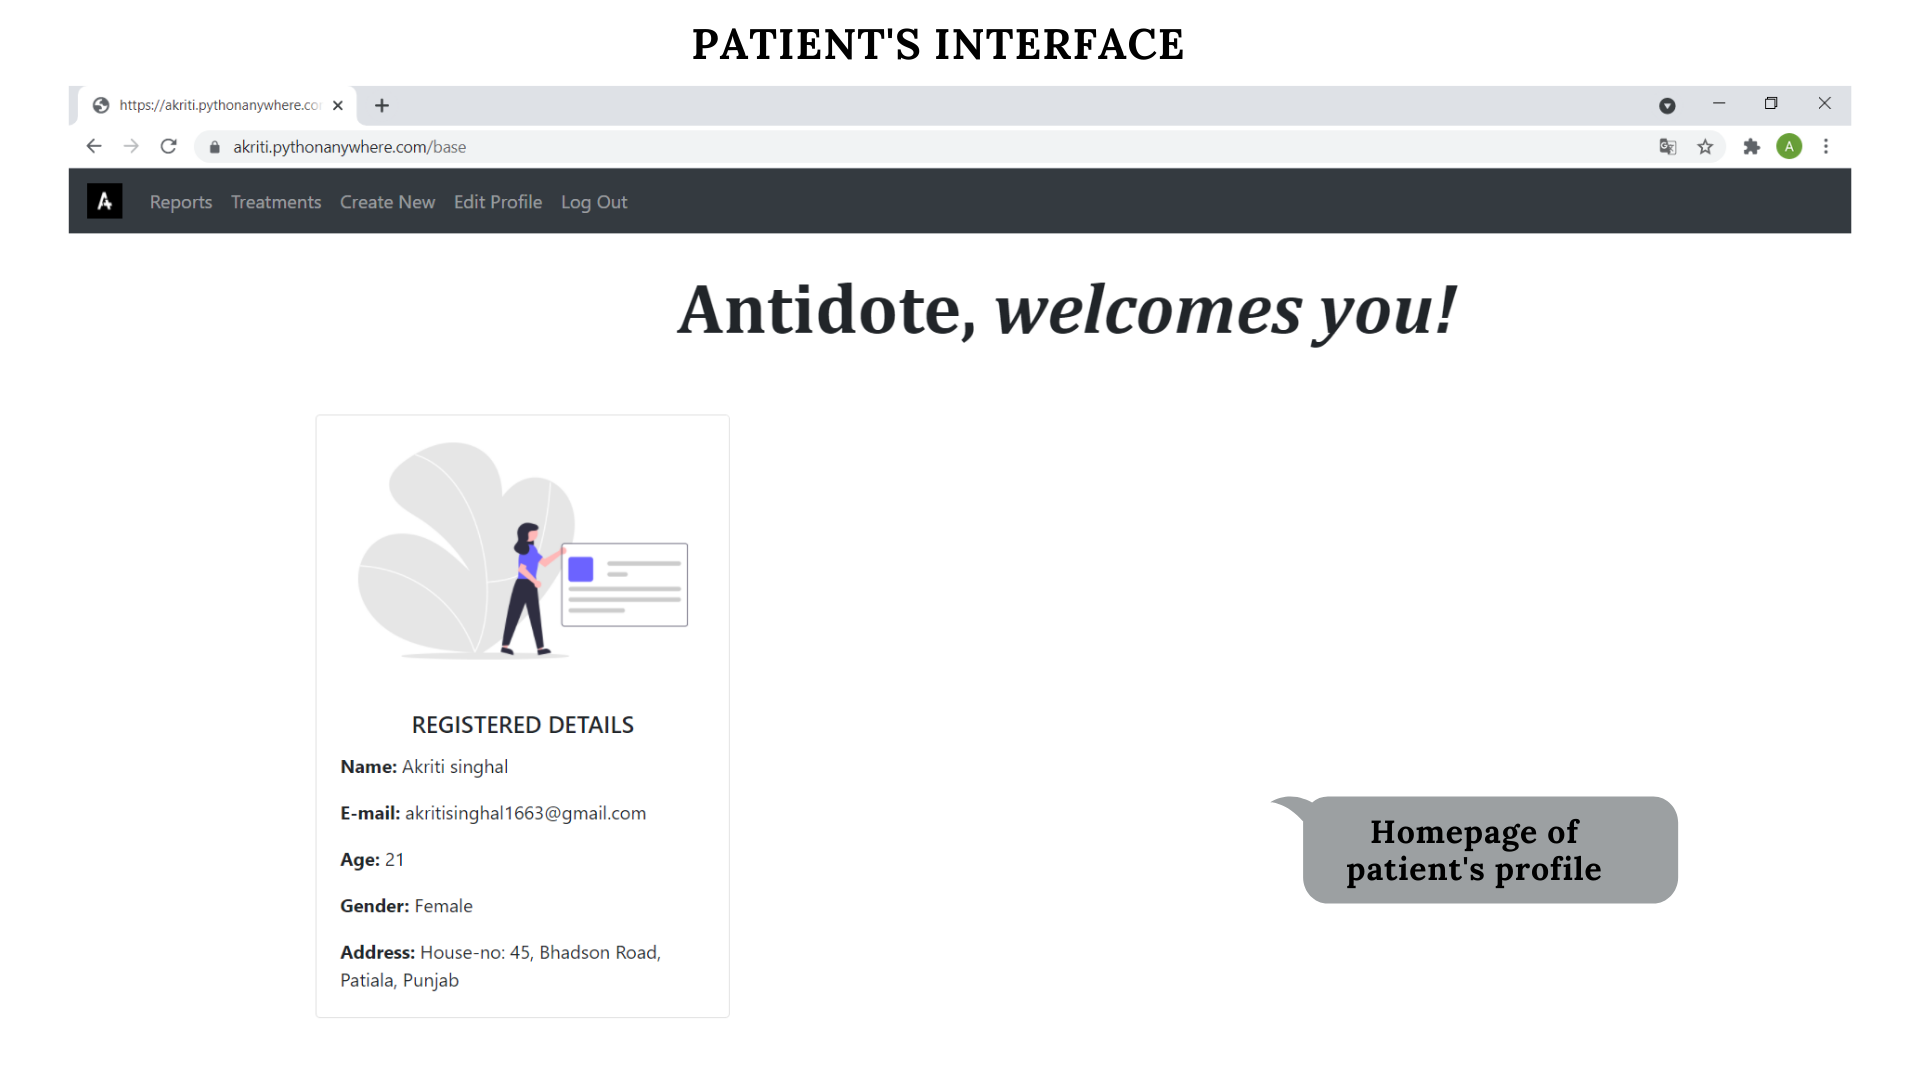 PATIENT'S INTERFACE
https://akriti.pythonanywhere.co
akriti.pythonanywhere.com/base
A
A Reports Treatments Create New Edit Profile Log Out
Antidote, welcomes you!
REGISTERED DETAILS
Name: Akriti singhal
E-mail: akritisinghal1663@gmail.com
Age: 21
Gender: Female
Address: House-no: 45, Bhadson Road,
Patiala, Punjab
Homepage of
patient's profile